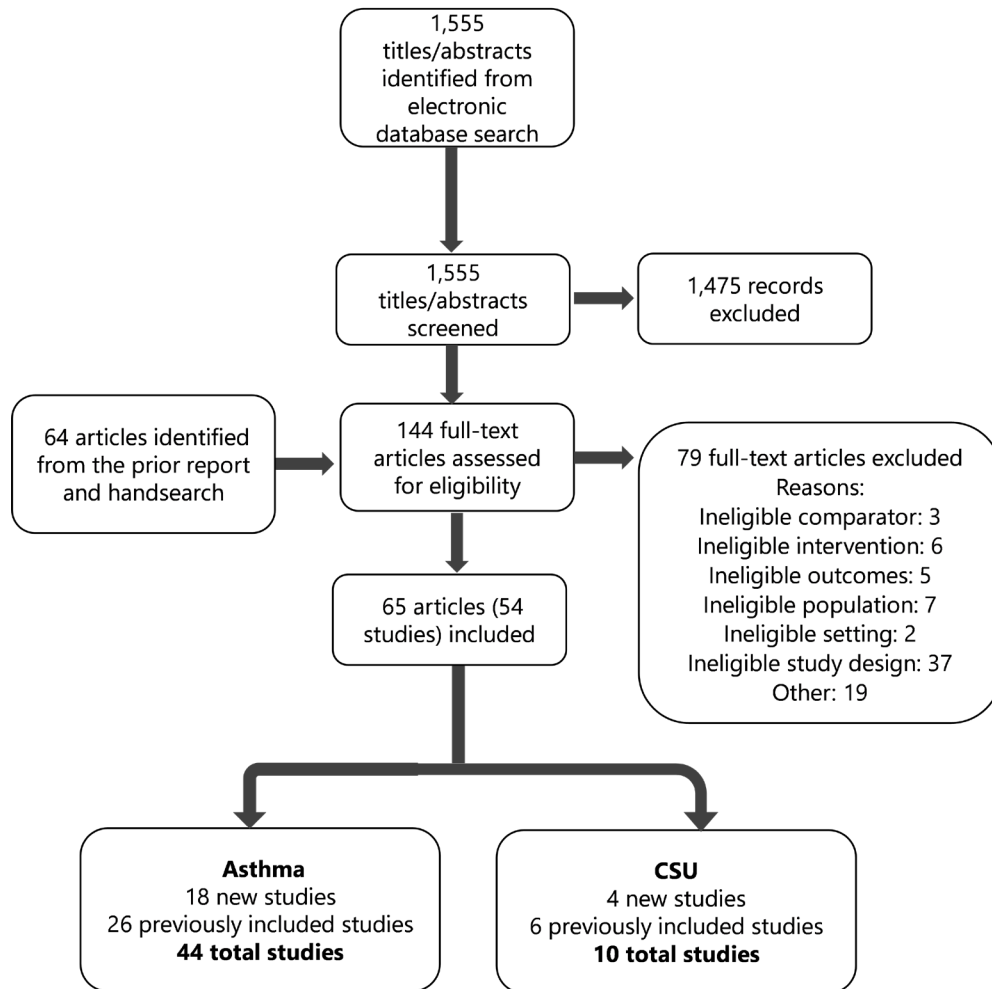 1,555
titles/abstracts
identified from
electronic
database search
1,555
titles/abstracts
screened
1,475 records
excluded
64 articles identified
from the prior report
and handsearch
144 full-text
articles assessed
for eligibility
79 full-text articles excluded
Reasons:
Ineligible comparator: 3
Ineligible intervention: 6
Ineligible outcomes: 5
Ineligible population: 7
Ineligible setting: 2
Ineligible study design: 37
Other: 19
65 articles (54
studies) included
Asthma
18 new studies
26 previously included studies
44 total studies
CSU
4 new studies
6 previously included studies
10 total studies